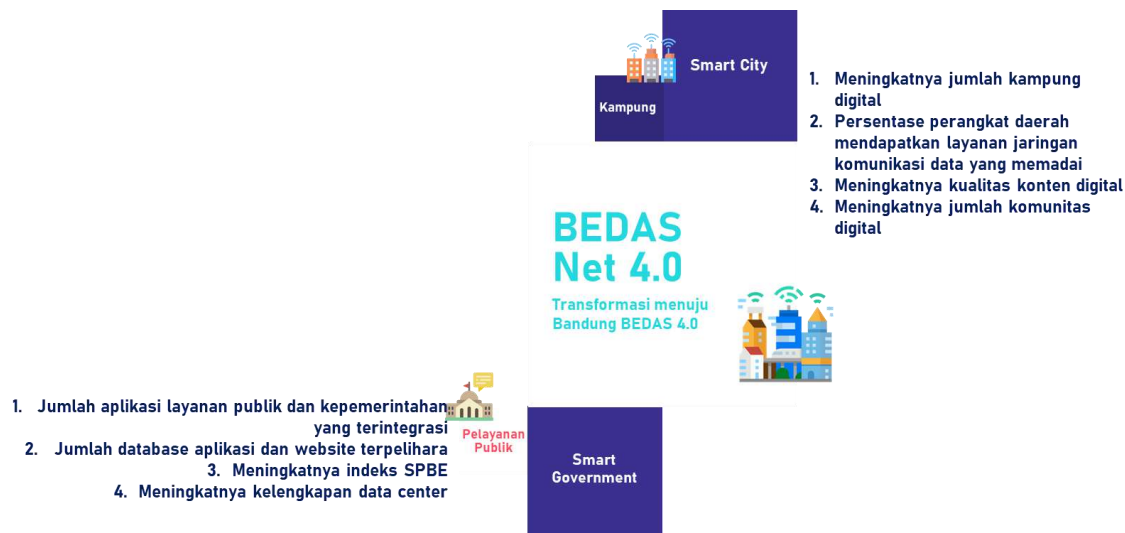 Smart City
Kampung
1. Meningkatnya jumlah kampung
digital
2. Persentase perangkat daerah
mendapatkan layanan jaringan
komunikasi data yang memadai
3. Meningkatnya kualitas konten digital
4. Meningkatnya jumlah komunitas
digital
BEDAS
Net 4.0
Transformasi menuju
Bandung BEDAS 4.0
1. Jumlah aplikasi layanan publik dan kepemerintahan
yang terintegrasi
2. Jumlah database aplikasi dan website terpelihara
3. Meningkatnya indeks SPBE
4. Meningkatnya kelengkapan data center
Pelayanan
Publik
Smart
Government